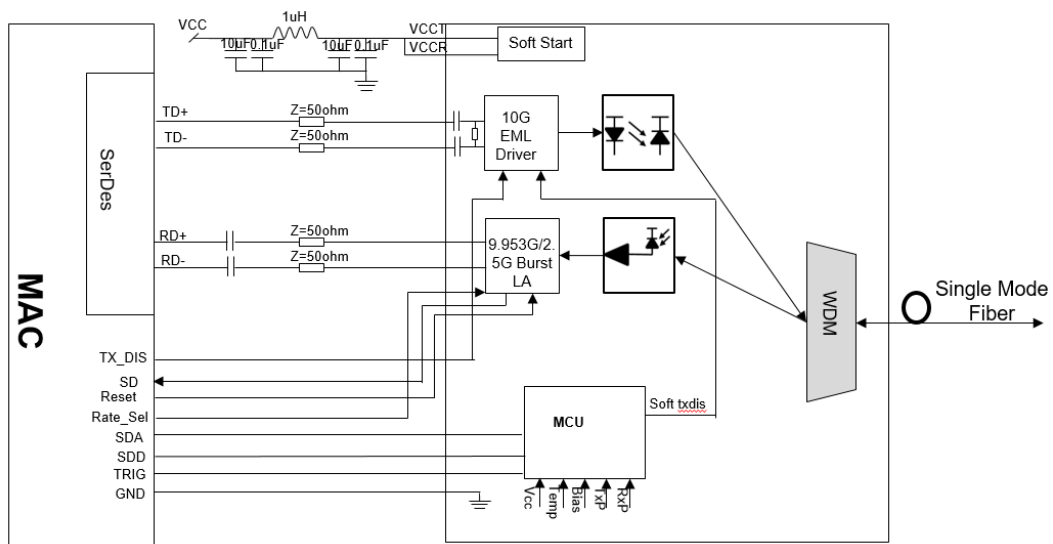 VCC
1uH
VCCT
VCCR
Soft Start
10uF
0.1uF
10uF
0.1uF
TD+
Z=50ohm
TD-
Z=50ohm
10G
EML
Driver
SerDes
RD+
Z=50ohm
RD-
Z=50ohm
9.953G/2.
5G Burst
LA
MAC
WDM
Single Mode
Fiber
TX_DIS
SD
Reset
Rate_Sel
SDA
SDD
TRIG
GND
MCU
Soft txdis
Vcc
Temp
Bias
TxP
RxP